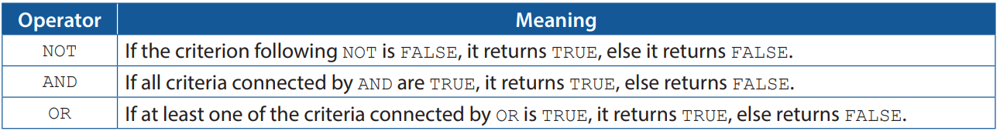 Operator Meaning
NOT If the criterion following NOT is FALSE, it returns TRUE, else it returns FALSE.
AND If all criteria connected by AND are TRUE, it returns TRUE, else returns FALSE.
OR If at least one of the criteria connected by OR is TRUE, it returns TRUE, else returns FALSE.